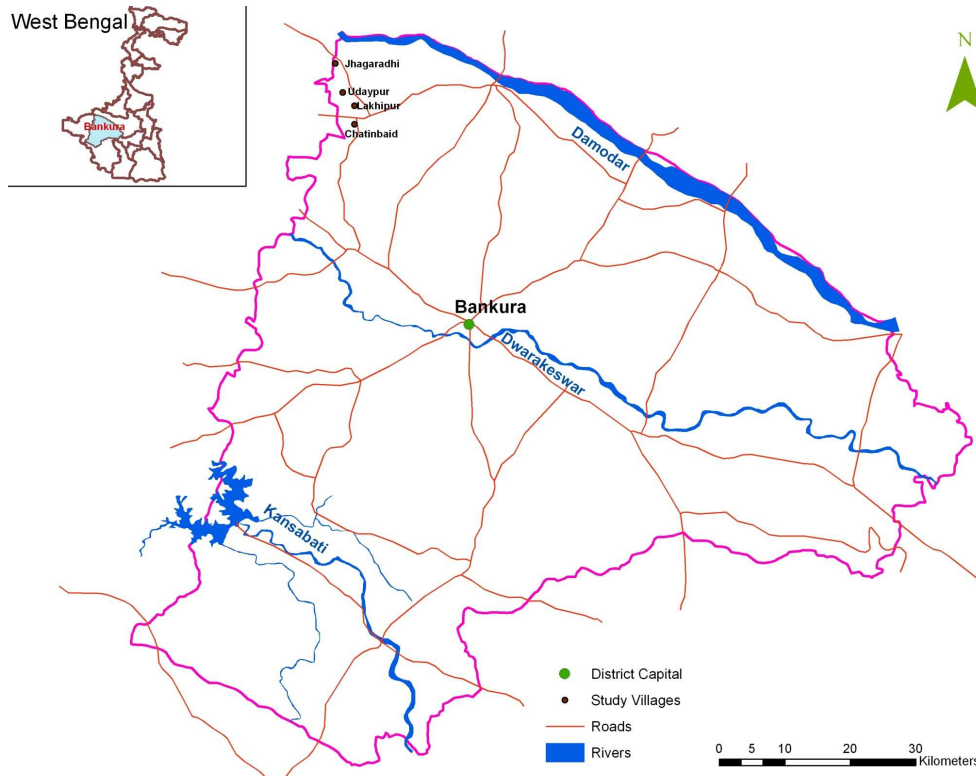 West Bengal
Bankura
N
Jhagaradhi
Udaypur
Lakhipur
Chatinbaid
Damodar
Bankura
Dwarakeswar
Kansabati
District Capital
Study Villages
Roads
Rivers
0 5 10 20 30
Kilometers